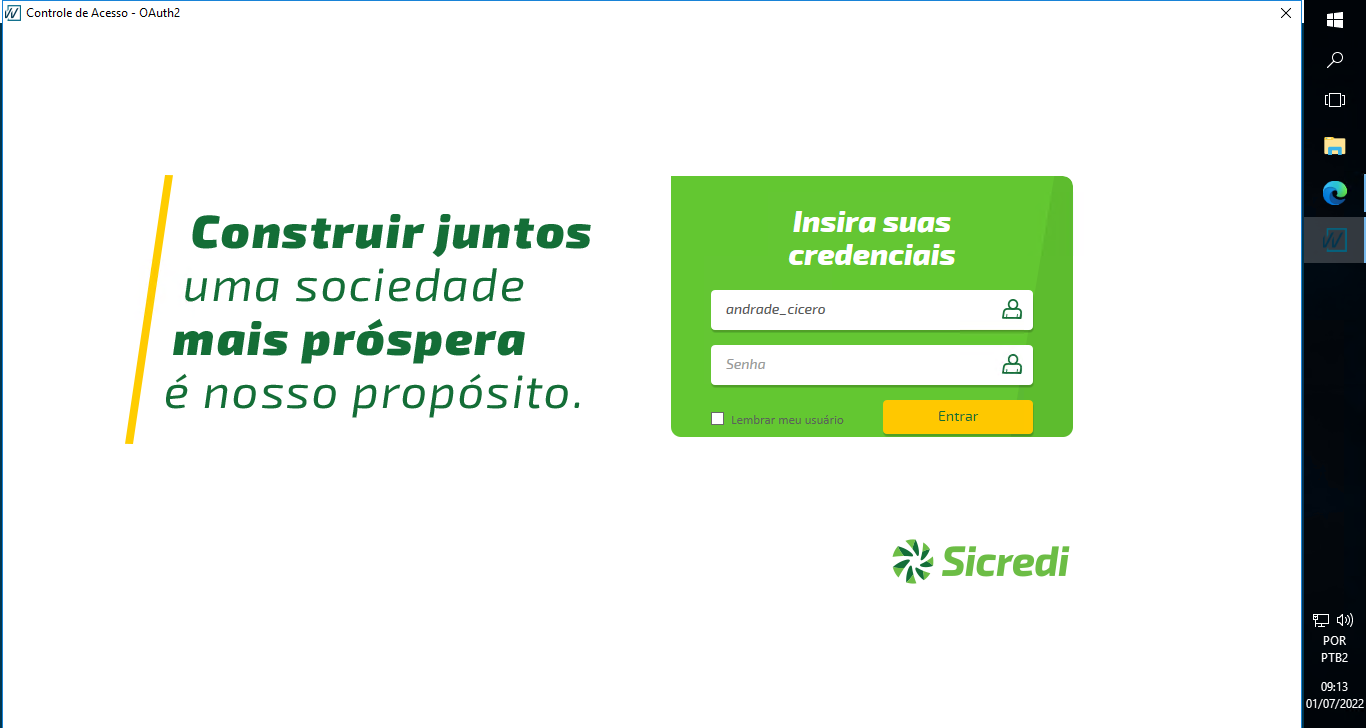 Controle de Acesso - OAuth2
Construir juntos
uma sociedade
mais próspera
é nosso propósito.
Insira suas
credenciais
andrade_cicero
Senha
Lembrar meu usuário
Entrar
Sicredi
POR
PTB2
09:13
01/07/2022